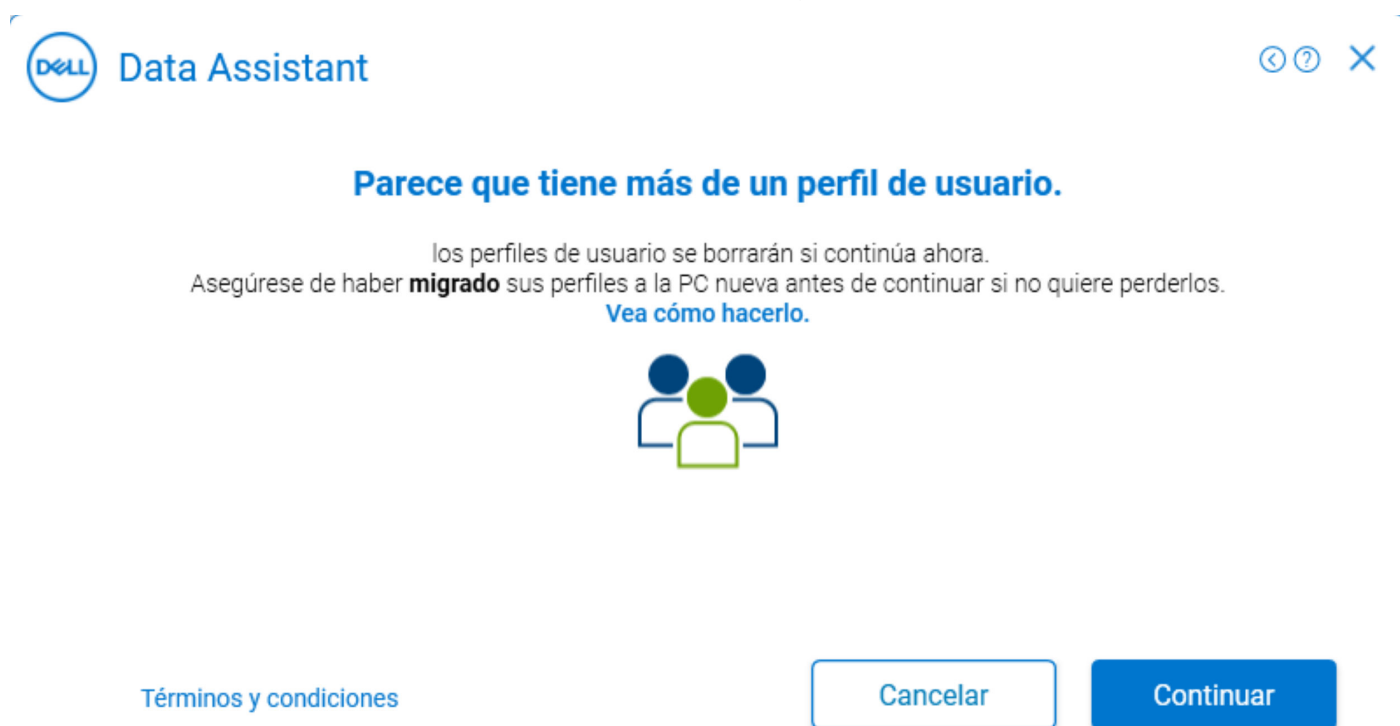 DELL Data Assistant
Parece que tiene más de un perfil de usuario.
los perfiles de usuario se borrarán si continúa ahora.
Asegúrese de haber migrado sus perfiles a la PC nueva antes de continuar si no quiere perderlos.
Vea cómo hacerlo.
Términos y condiciones
Cancelar
Continuar